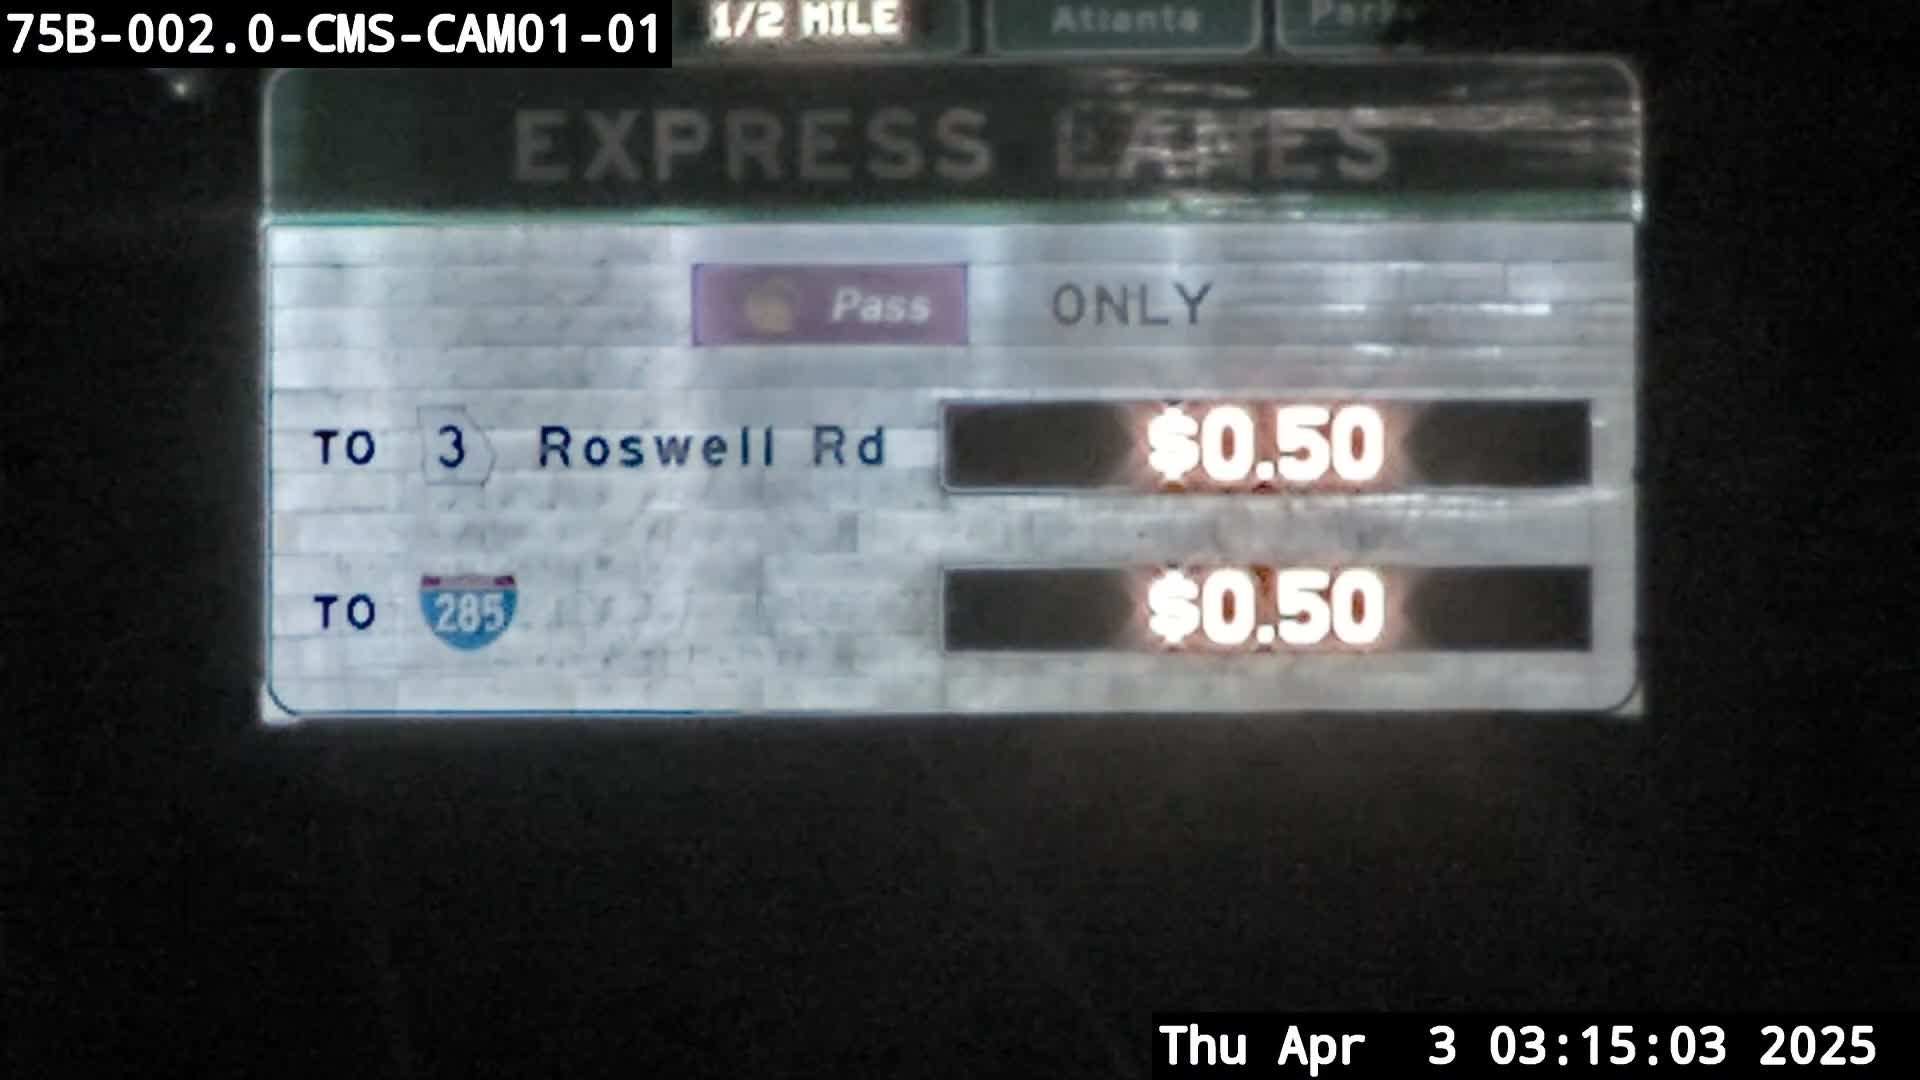 75B-002.0-CMS-CAM01-01
1/2 MILE
Atlanta
EXPRESS LANES
Pass ONLY
TO 3 Roswell Rd $0.50
TO 285 $0.50
Thu Apr 3 03:15:03 2025